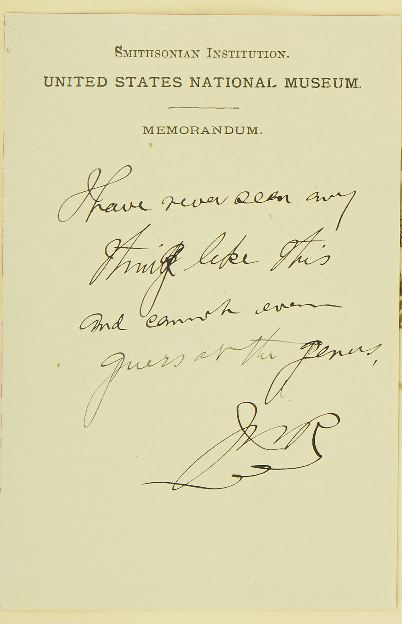 SMITHSONIAN INSTITUTION.
UNITED STATES NATIONAL MUSEUM.
MEMORANDUM.
I have never seen any
thing like this
and cannot even
guess at the genus,
JNR